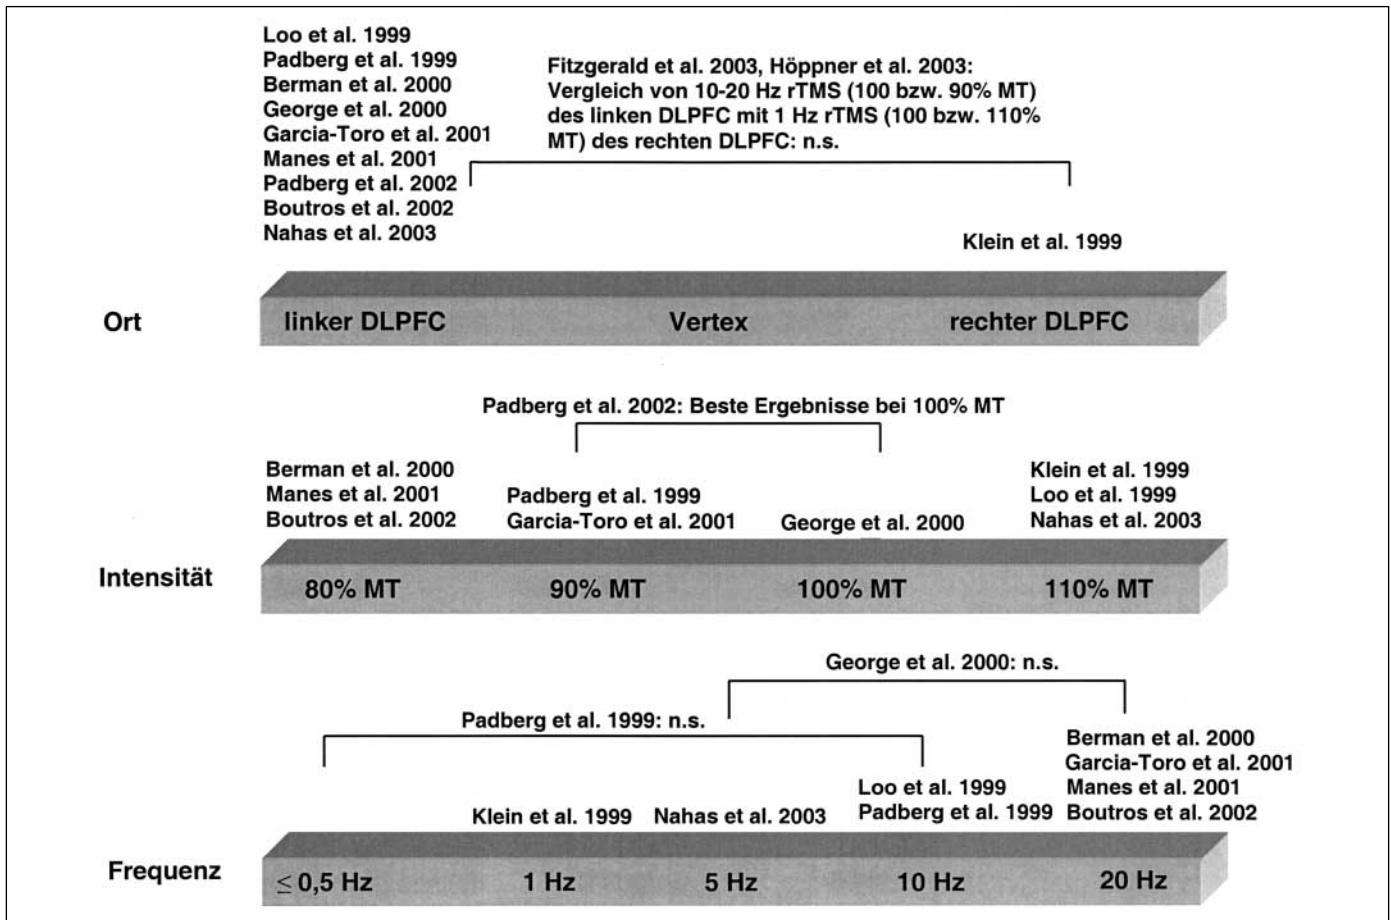 Loo et al. 1999
Padberg et al. 1999
Berman et al. 2000
George et al. 2000
Garcia-Toro et al. 2001
Manes et al. 2001
Padberg et al. 2002
Boutros et al. 2002
Nahas et al. 2003
Fitzgerald et al. 2003, Höppner et al. 2003:
Vergleich von 10-20 Hz rTMS (100 bzw. 90% MT)
des linken DLPFC mit 1 Hz rTMS (100 bzw. 110%
MT) des rechten DLPFC: n.s.
Klein et al. 1999
Ort
linker DLPFC
Vertex
rechter DLPFC
Padberg et al. 2002: Beste Ergebnisse bei 100% MT
Berman et al. 2000
Manes et al. 2001
Boutros et al. 2002
Padberg et al. 1999
Garcia-Toro et al. 2001
George et al. 2000
Klein et al. 1999
Loo et al. 1999
Nahas et al. 2003
Intensität
80% MT
90% MT
100% MT
110% MT
George et al. 2000: n.s.
Padberg et al. 1999: n.s.
Klein et al. 1999
Nahas et al. 2003
Loo et al. 1999
Padberg et al. 1999
Berman et al. 2000
Garcia-Toro et al. 2001
Manes et al. 2001
Boutros et al. 2002
Frequenz
≤ 0,5 Hz
1 Hz
5 Hz
10 Hz
20 Hz